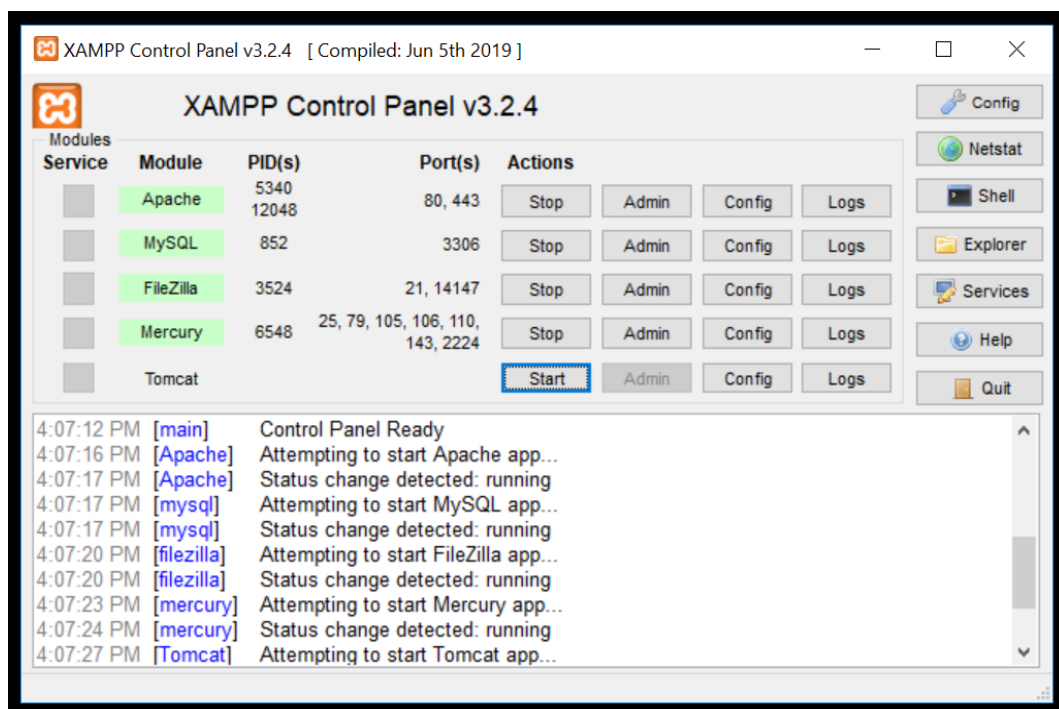 XAMPP Control Panel v3.2.4 [ Compiled: Jun 5th 2019 ]
XAMPP Control Panel v3.2.4
Config
Modules
Service Module PID(s) Port(s) Actions
Netstat
Apache 5340 12048 80, 443 Stop Admin Config Logs
Shell
MySQL 852 3306 Stop Admin Config Logs
Explorer
FileZilla 3524 21, 14147 Stop Admin Config Logs
Services
Mercury 6548 25, 79, 105, 106, 110, 143, 2224 Stop Admin Config Logs
Help
Tomcat Start Admin Config Logs
Quit
4:07:12 PM [main] Control Panel Ready
4:07:16 PM [Apache] Attempting to start Apache app...
4:07:17 PM [Apache] Status change detected: running
4:07:17 PM [mysql] Attempting to start MySQL app...
4:07:17 PM [mysql] Status change detected: running
4:07:20 PM [filezilla] Attempting to start FileZilla app...
4:07:20 PM [filezilla] Status change detected: running
4:07:23 PM [mercury] Attempting to start Mercury app...
4:07:24 PM [mercury] Status change detected: running
4:07:27 PM [Tomcat] Attempting to start Tomcat app...